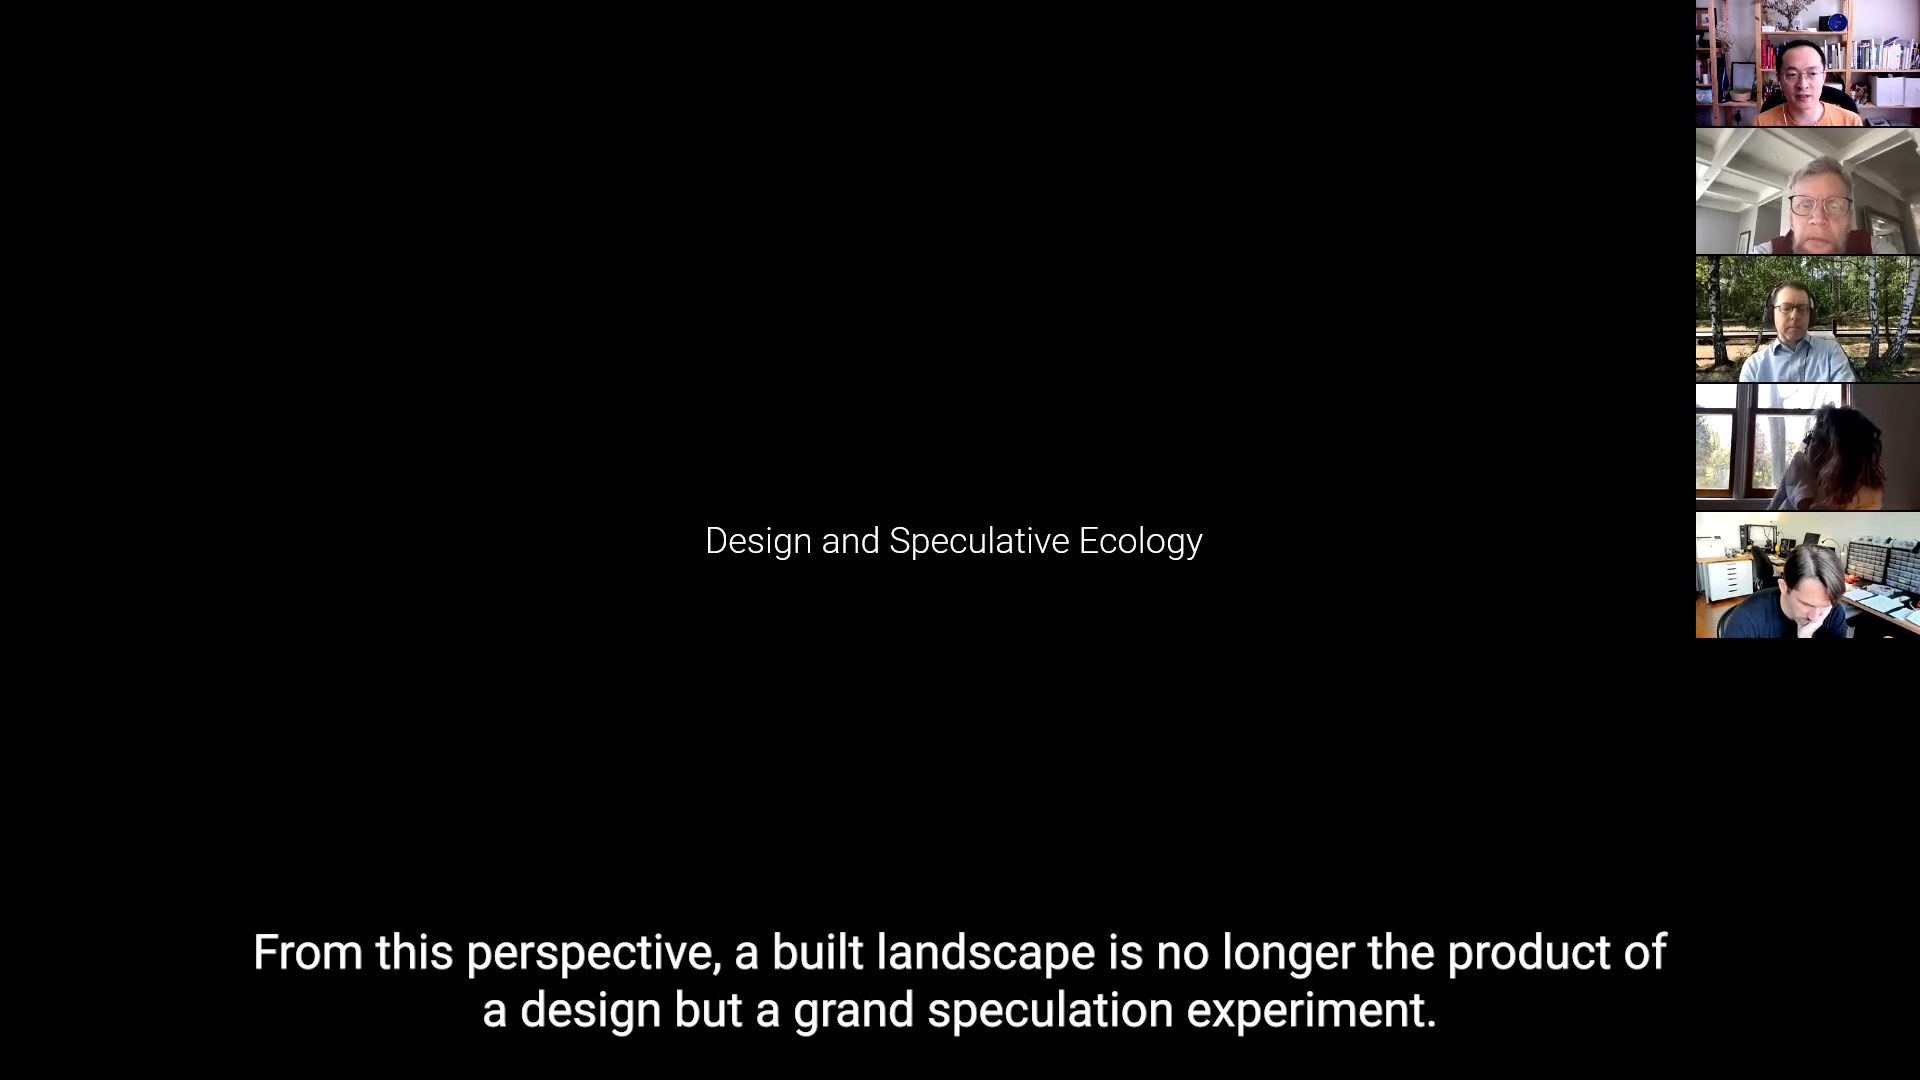 Design and Speculative Ecology
From this perspective, a built landscape is no longer the product of
a design but a grand speculation experiment.